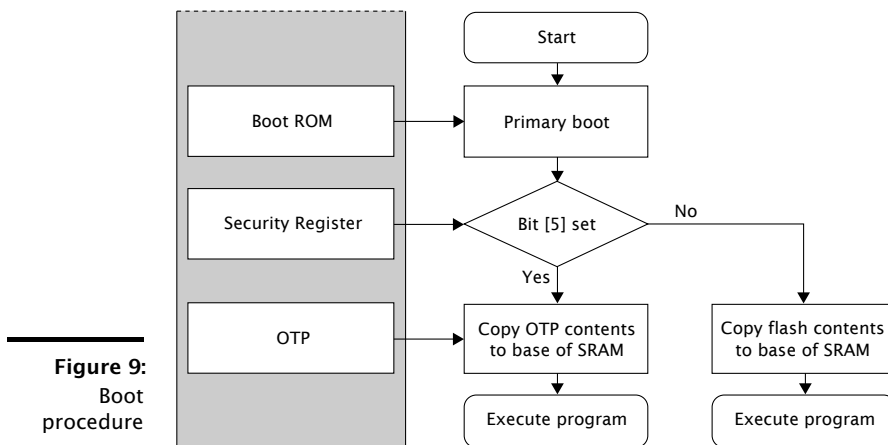 Start
Boot ROM
Primary boot
Security Register
Bit [5] set
No
Yes
OTP
Copy OTP contents
to base of SRAM
Copy flash contents
to base of SRAM
Execute program
Execute program
Figure 9:
Boot
procedure